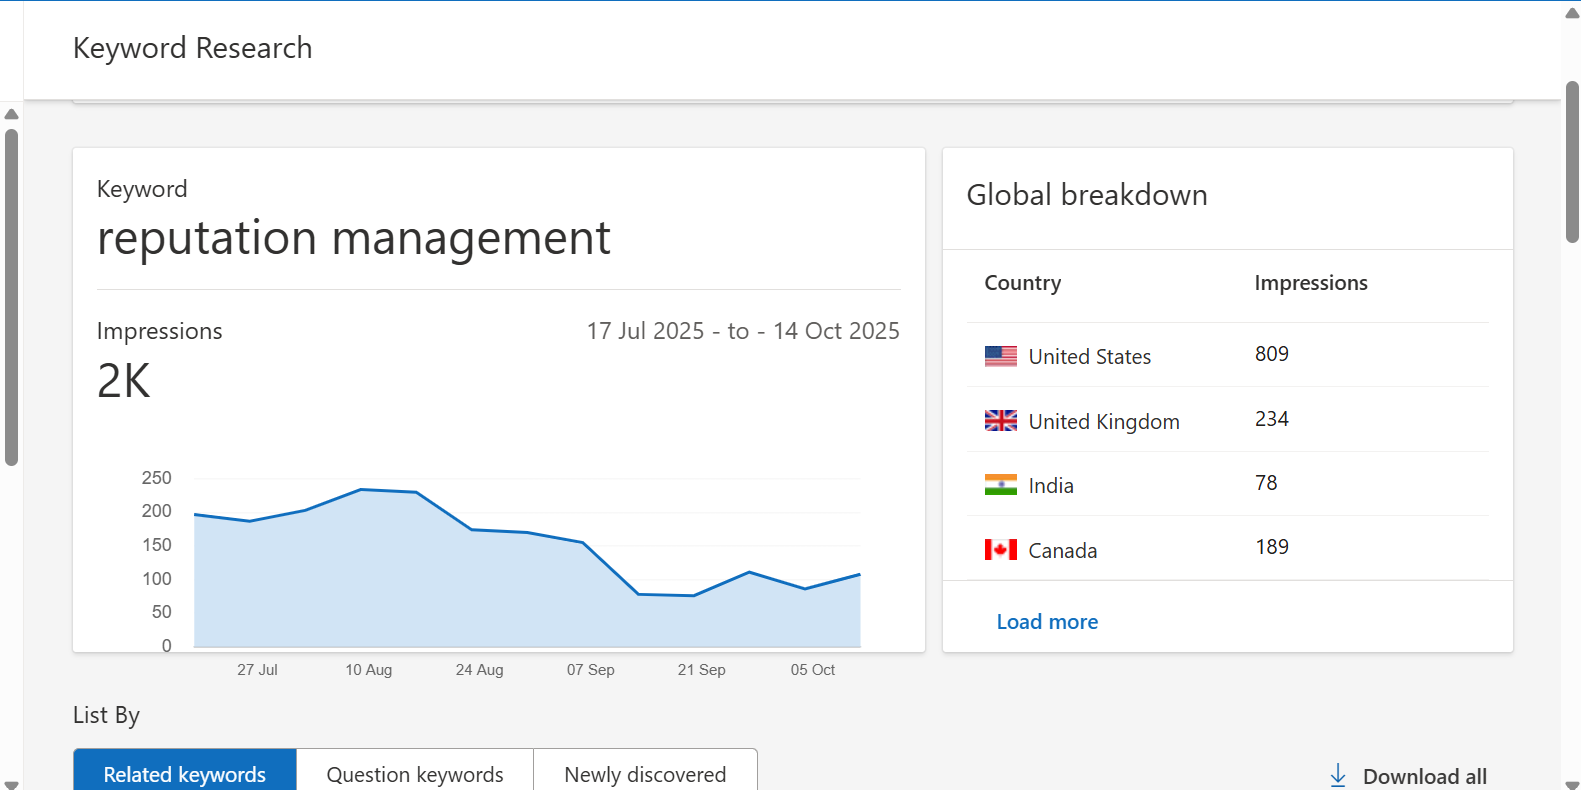 Keyword Research
Keyword
reputation management
Impressions
17 Jul 2025 - to - 14 Oct 2025
2K
250
200
150
100
50
0
27 Jul
10 Aug
24 Aug
07 Sep
21 Sep
05 Oct
Global breakdown
Country Impressions
United States 809
United Kingdom 234
India 78
Canada 189
Load more
List By
Related keywords
Question keywords
Newly discovered
Download all